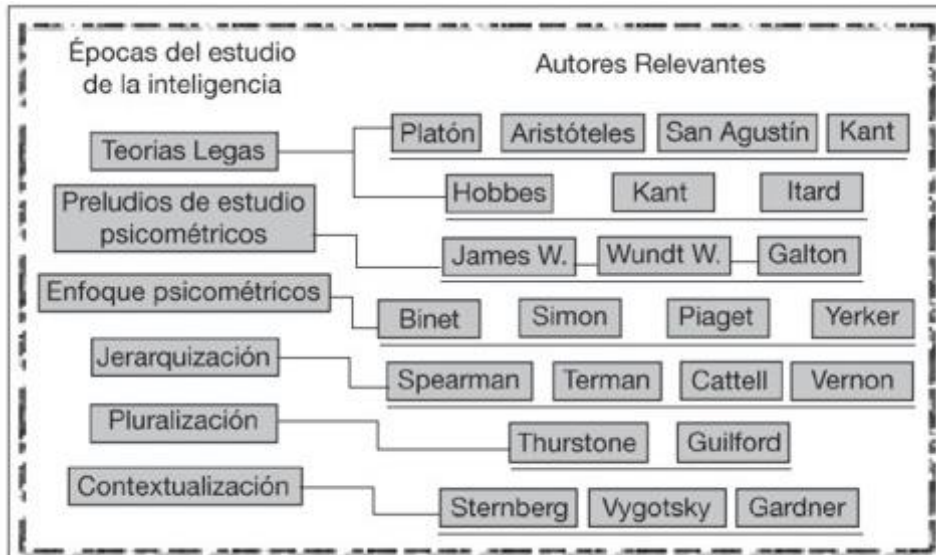 Épocas del estudio
de la inteligencia
Autores Relevantes
Teorias Legas
Platón Aristóteles San Agustín Kant
Hobbes Kant Itard
Preludios de estudio
psicométricos
James W. Wundt W. Galton
Enfoque psicométricos
Binet Simon Piaget Yerker
Jerarquización
Spearman Terman Cattell Vernon
Pluralización
Thurstone Guilford
Contextualización
Sternberg Vygotsky Gardner